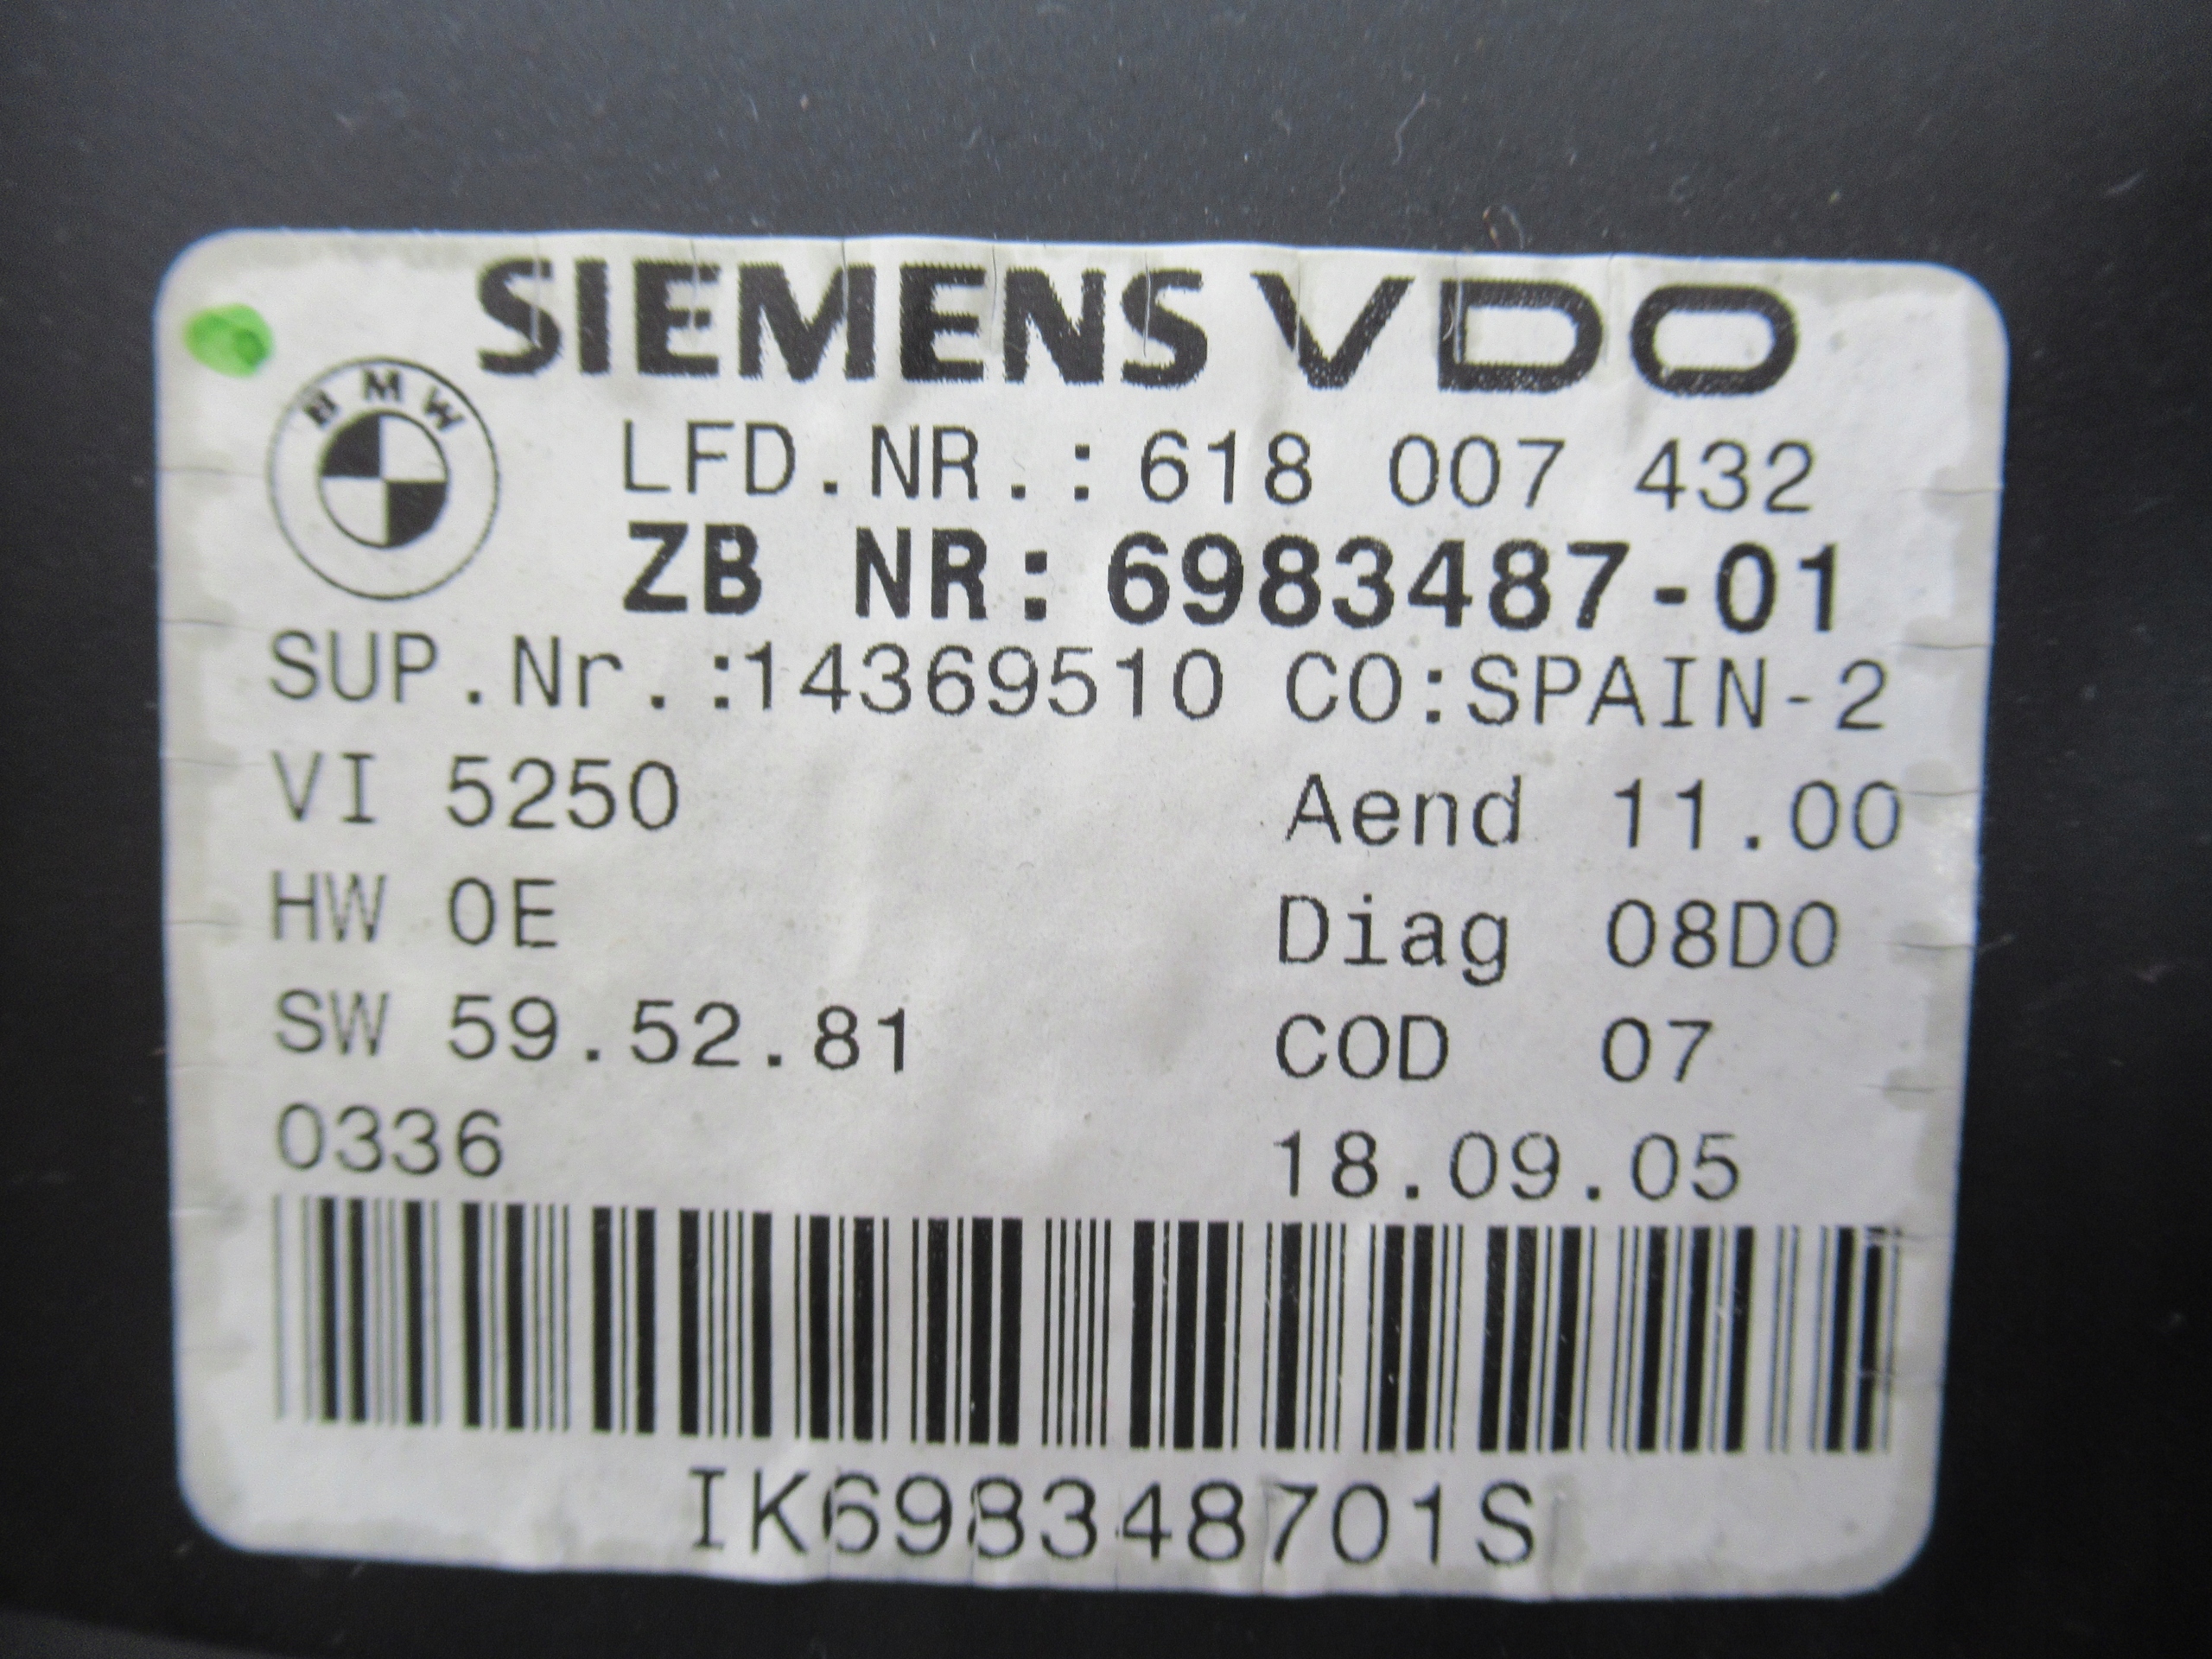 SIEMENS VDO
BMW
LFD.NR.:618 007 432
ZB NR:6983487-01
SUP.Nr.:14369510 CO:SPAIN-2
VI 5250 Aend 11.00
HW 0E Diag 08D0
SW 59.52.81 COD 07
0336 18.09.05
IK698348701S